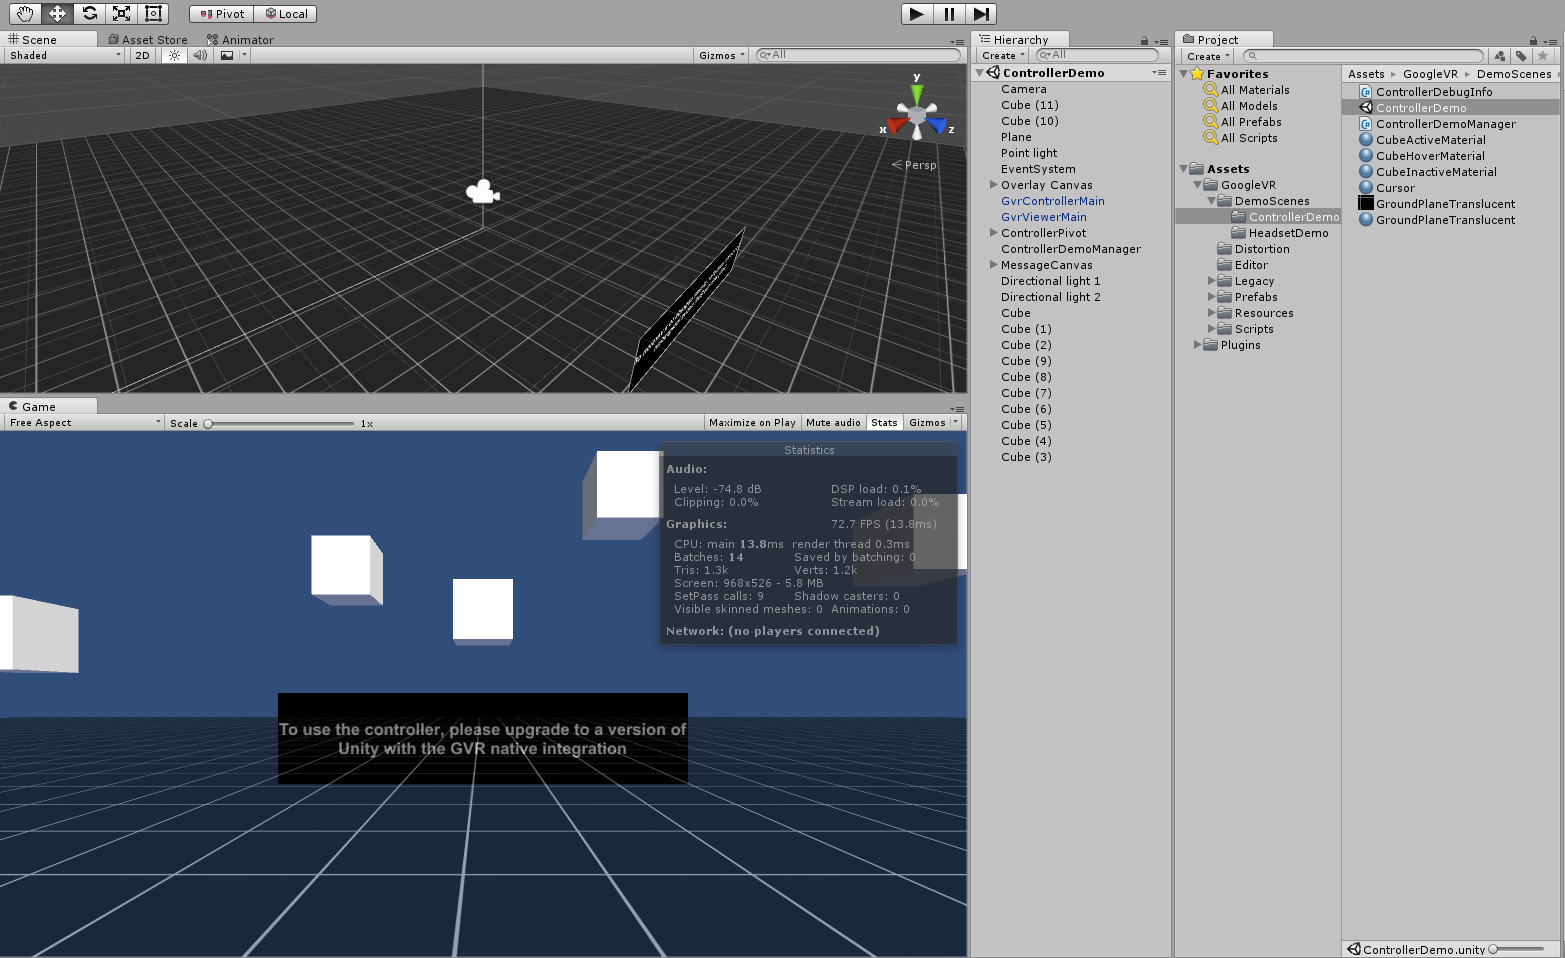 Pivot Local
Scene Asset Store Animator
Shaded 2D Gizmos All
y
x z
Persp
Game
Free Aspect Scale 1x Maximize on Play Mute audio Stats Gizmos
Statistics
Audio:
Level: -74.8 dB DSP load: 0.1%
Clipping: 0.0% Stream load: 0.0%
Graphics: 72.7 FPS (13.8ms)
CPU: main 13.8ms render thread 0.3ms
Batches: 14 Saved by batching: 0
Tris: 1.3k Verts: 1.2k
Screen: 968x526 - 5.8 MB
SetPass calls: 9 Shadow casters: 0
Visible skinned meshes: 0 Animations: 0
Network: (no players connected)
To use the controller, please upgrade to a version of
Unity with the GVR native integration
Hierarchy
Create All
ControllerDemo
Camera
Cube (11)
Cube (10)
Plane
Point light
EventSystem
Overlay Canvas
GvrControllerMain
GvrViewerMain
ControllerPivot
ControllerDemoManager
MessageCanvas
Directional light 1
Directional light 2
Cube
Cube (1)
Cube (2)
Cube (9)
Cube (8)
Cube (7)
Cube (6)
Cube (5)
Cube (4)
Cube (3)
Project
Create
Favorites
All Materials
All Models
All Prefabs
All Scripts
Assets
GoogleVR
DemoScenes
ControllerDemo
HeadsetDemo
Distortion
Editor
Legacy
Prefabs
Resources
Scripts
Plugins
Assets GoogleVR DemoScenes
C# ControllerDebugInfo
ControllerDemo
C# ControllerDemoManager
CubeActiveMaterial
CubeHoverMaterial
CubeInactiveMaterial
Cursor
GroundPlaneTranslucent
GroundPlaneTranslucent
ControllerDemo.unity